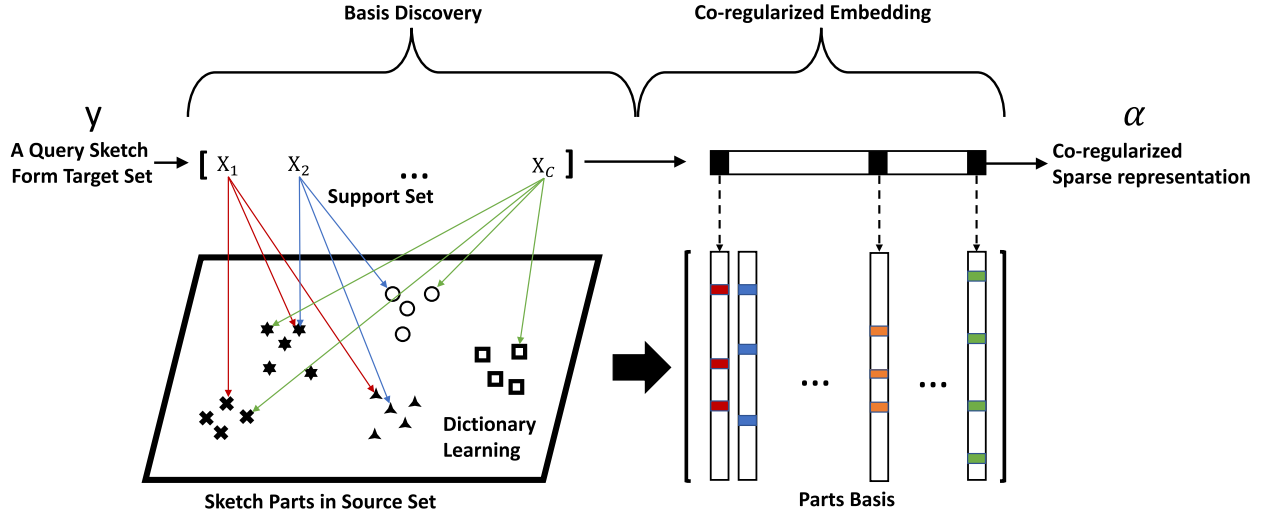 Basis Discovery
Co-regularized Embedding
y
A Query Sketch
Form Target Set
[ X₁ X₂ ... X_C ]
Support Set
α
Co-regularized
Sparse representation
Dictionary
Learning
... ...
Sketch Parts in Source Set
Parts Basis